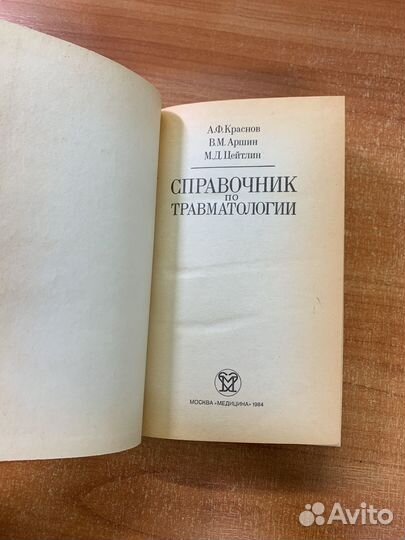 А.Ф.Краснов
В.М.Аршин
М.Д.Цейтлин
СПРАВОЧНИК
ПО
ТРАВМАТОЛОГИИ
М
МОСКВА «МЕДИЦИНА» 1984
Avito